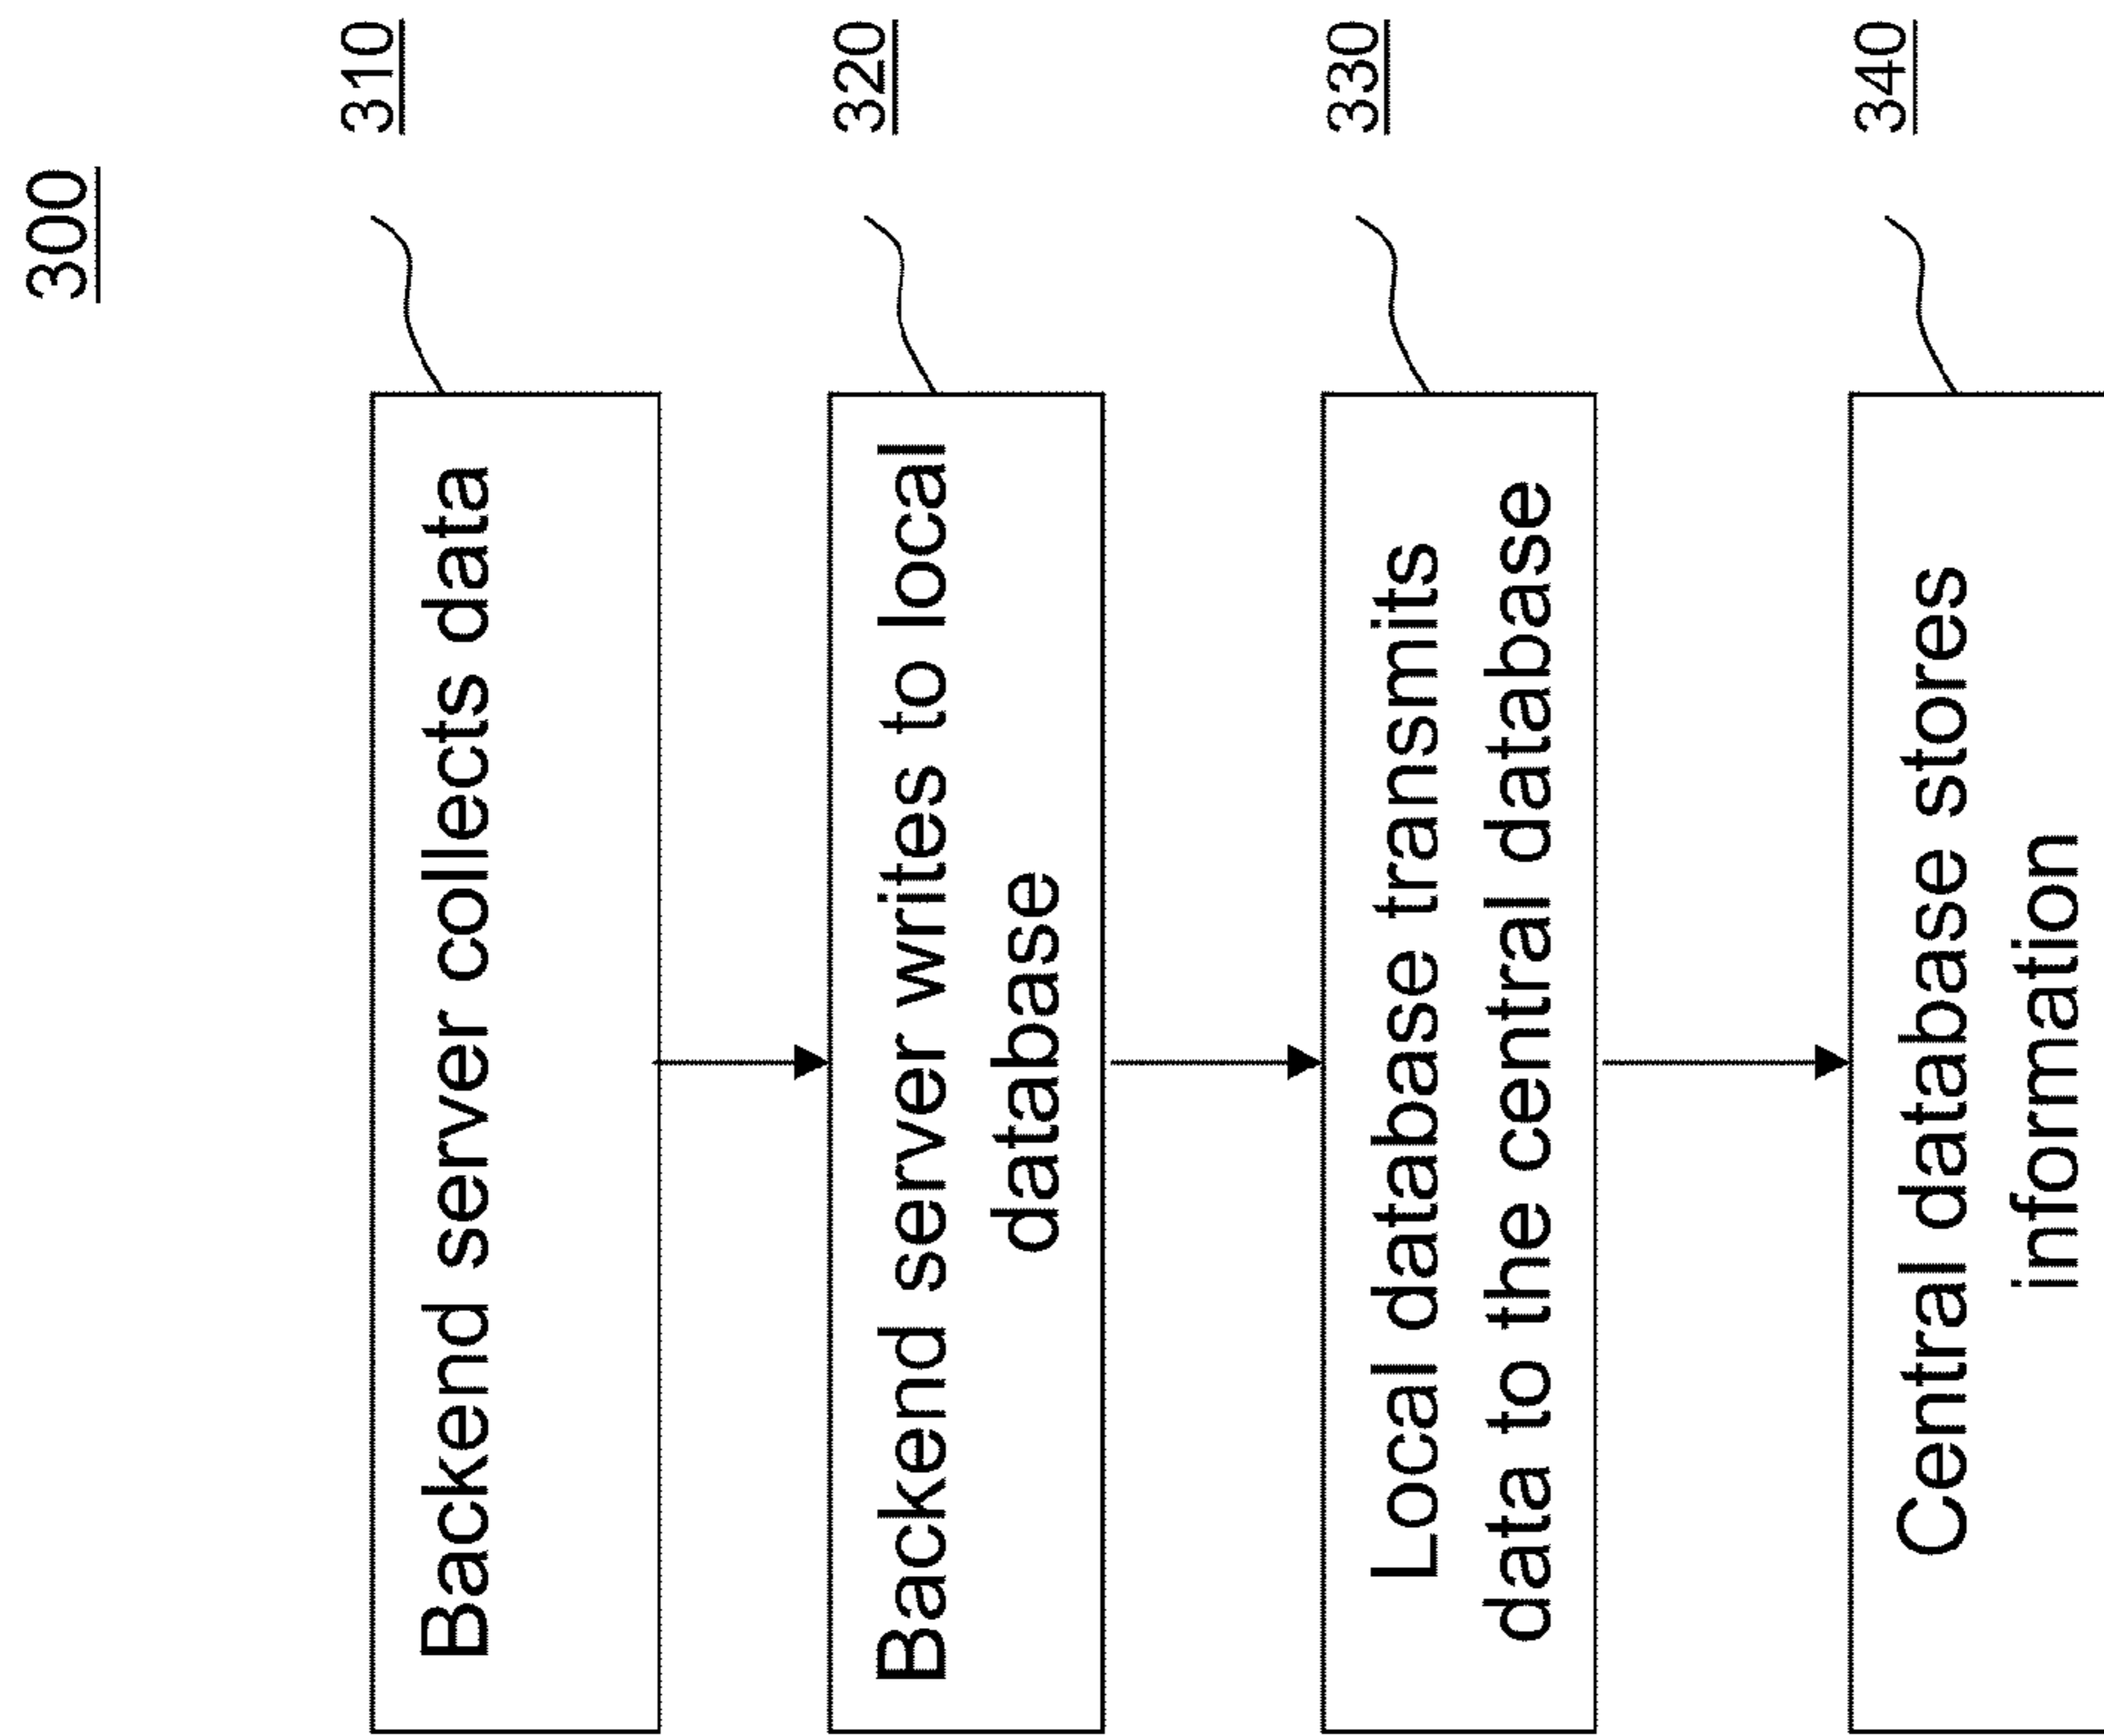 300
310
Backend server collects data
320
Backend server writes to local
database
330
Local database transmits
data to the central database
340
Central database stores
information